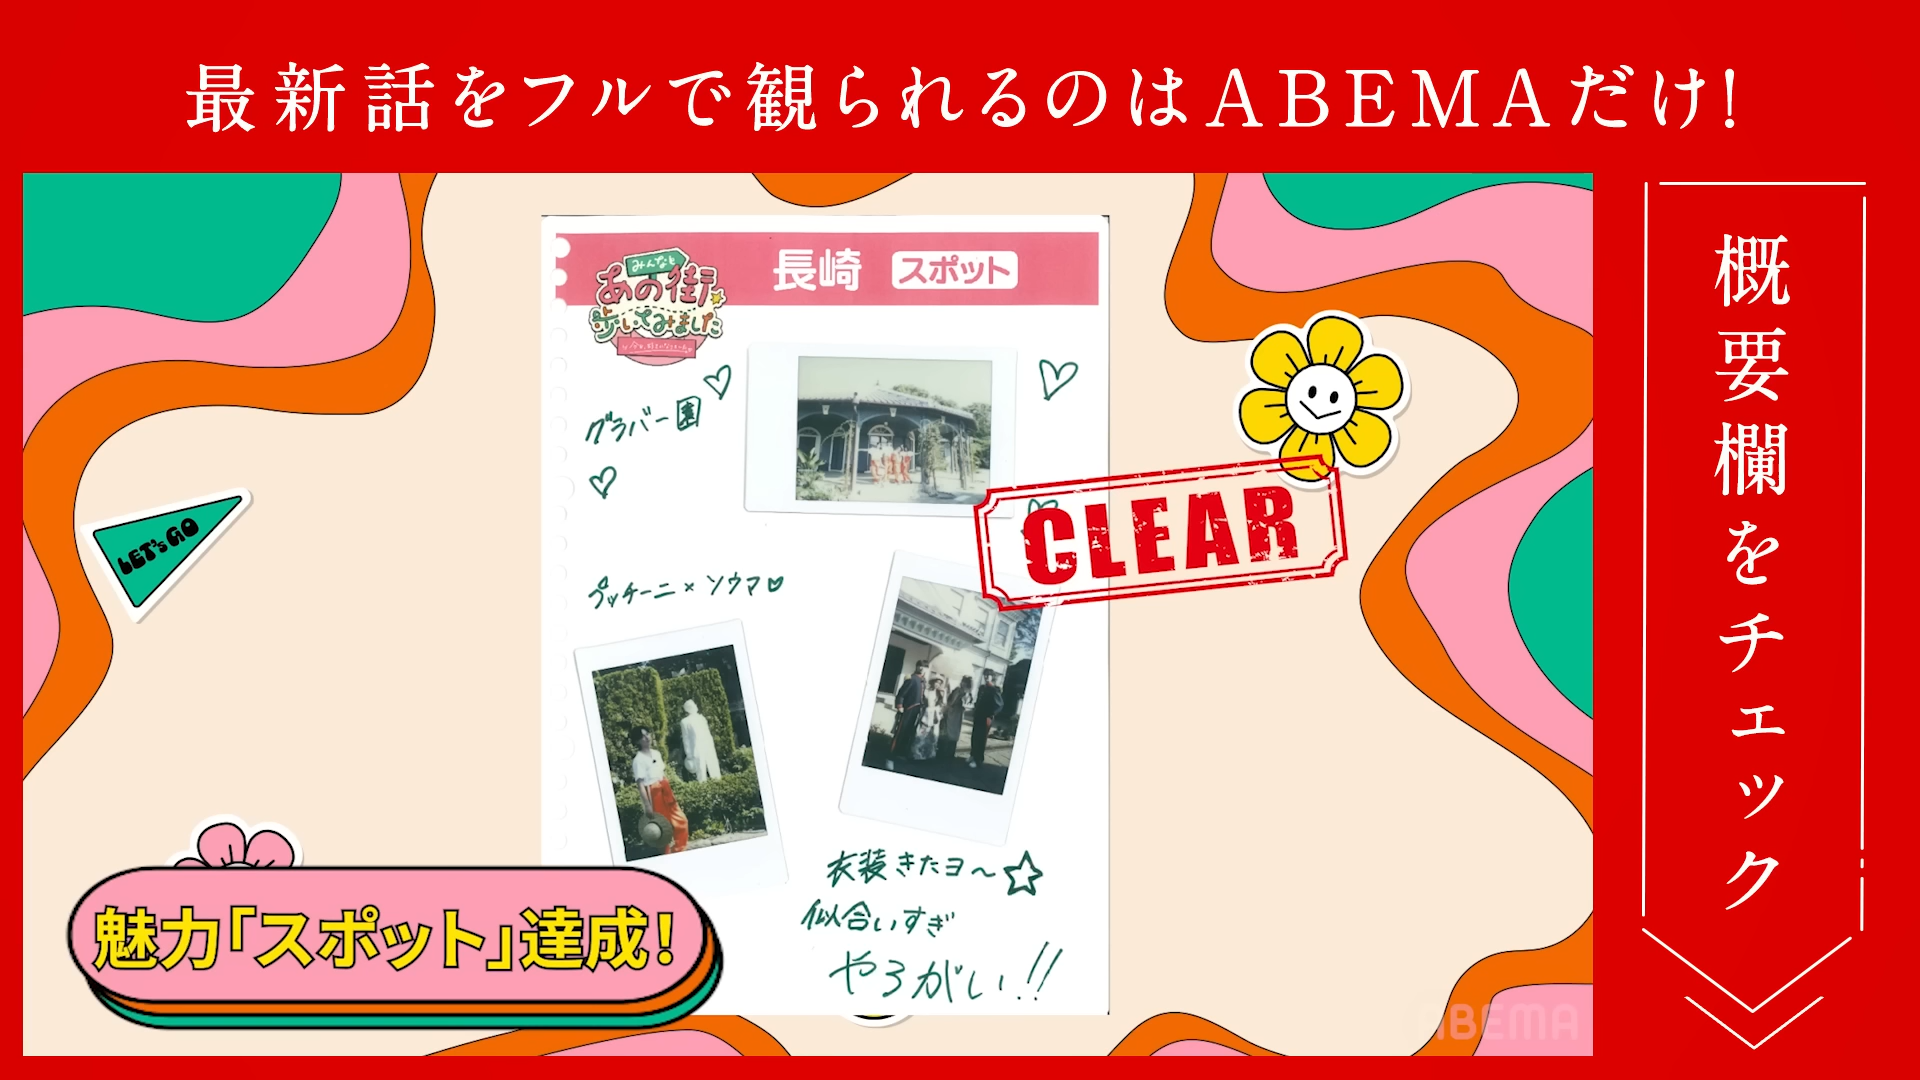 最新話をフルで観られるのはABEMAだけ!
概要欄をチェック
みんなと
あの街
歩いてみました
長崎 スポット
グラバー園
CLEAR
LET'S GO
プッチーニ×ソウマ
衣装きたヨ〜
似合いすぎ
やろがい!!
魅力「スポット」達成!
ABEMA